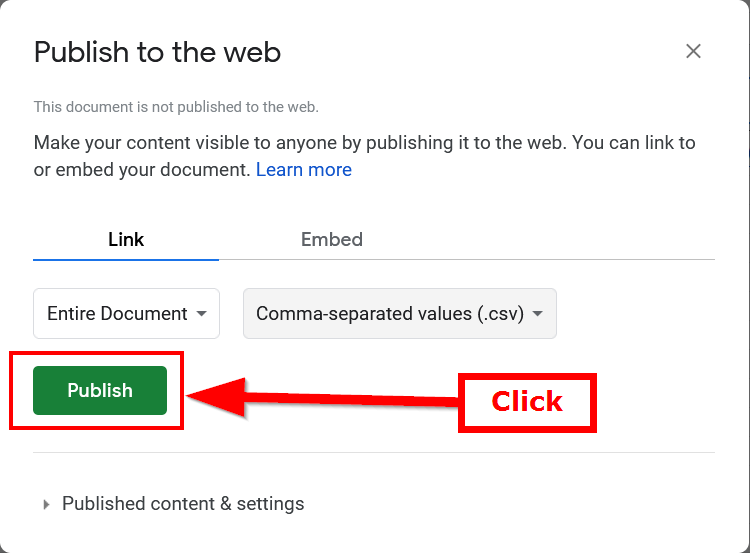 Publish to the web
This document is not published to the web.
Make your content visible to anyone by publishing it to the web. You can link to
or embed your document. Learn more
Link Embed
Entire Document Comma-separated values (.csv)
Publish
Click
Published content & settings